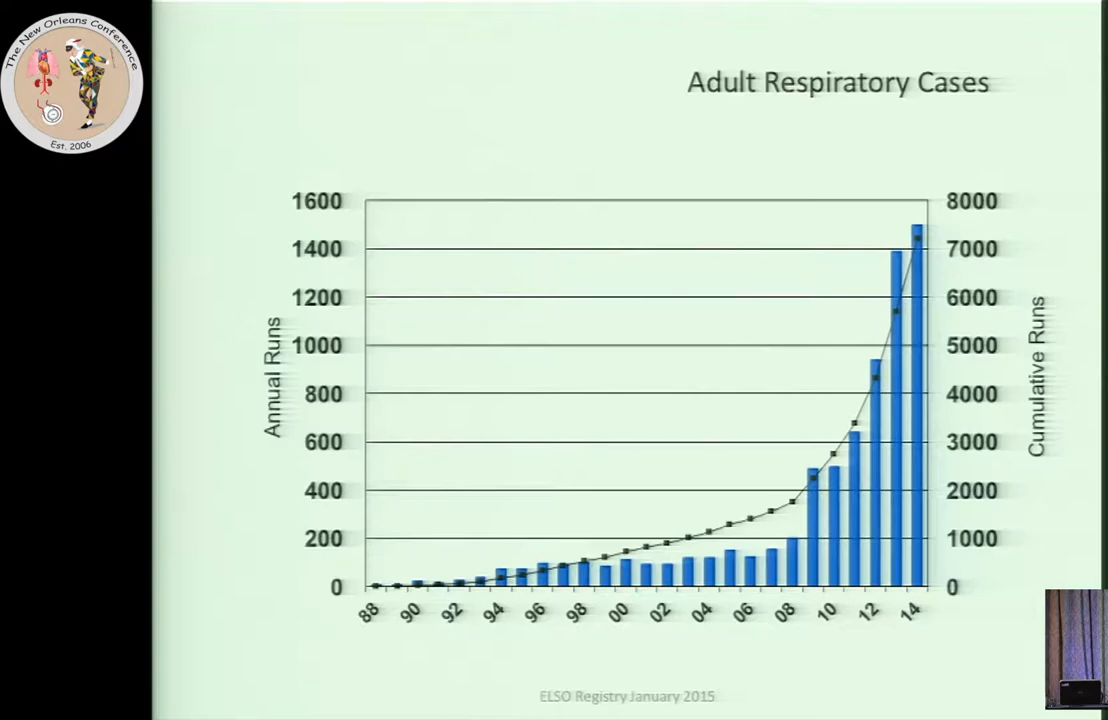 The New Orleans Conference
Est. 2006
Adult Respiratory Cases
1600
1400
1200
1000
800
600
400
200
0
Annual Runs
8000
7000
6000
5000
4000
3000
2000
1000
0
Cumulative Runs
88 90 92 94 96 98 00 02 04 06 08 10 12 14
ELSO Registry January 2015